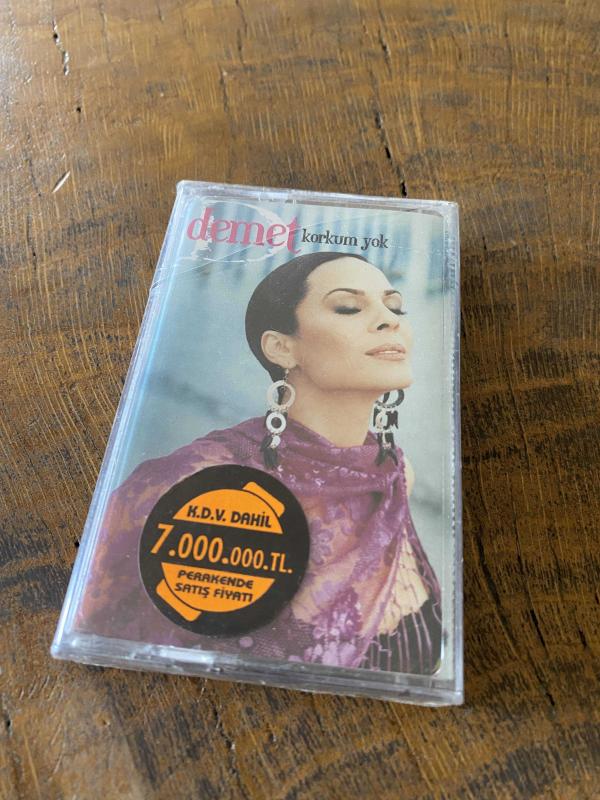 demet korkum yok
K.D.V. DAHİL
7.000.000.TL.
PERAKENDE
SATIŞ FİYATI